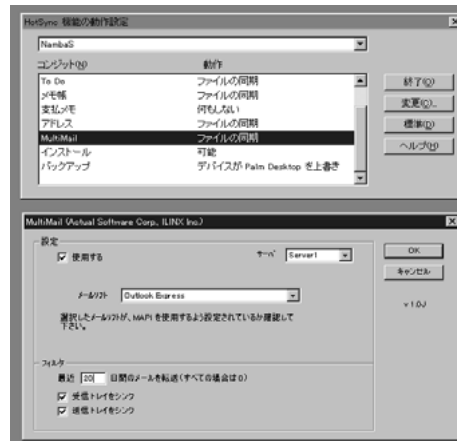 HotSync 機能の動作設定
NambaS
コンジット(N) 動作
To Do ファイルの同期
メモ帳 ファイルの同期
支払メモ 何もしない
アドレス ファイルの同期
MultiMail ファイルの同期
インストール 可能
バックアップ デバイスが Palm Desktop を上書き
終了(O)
変更(C)...
標準(D)
ヘルプ(H)
MultiMail (Actual Software Corp., ILINX Inc.)
設定
使用する サーバ Server1
メールソフト Outlook Express
選択したメールソフトが、MAPI を使用するよう設定されているか確認して
下さい。
OK
キャンセル
v 1.0J
フィルタ
最近 20 日間のメールを転送(すべての場合は0)
受信トレイをシンク
送信トレイをシンク